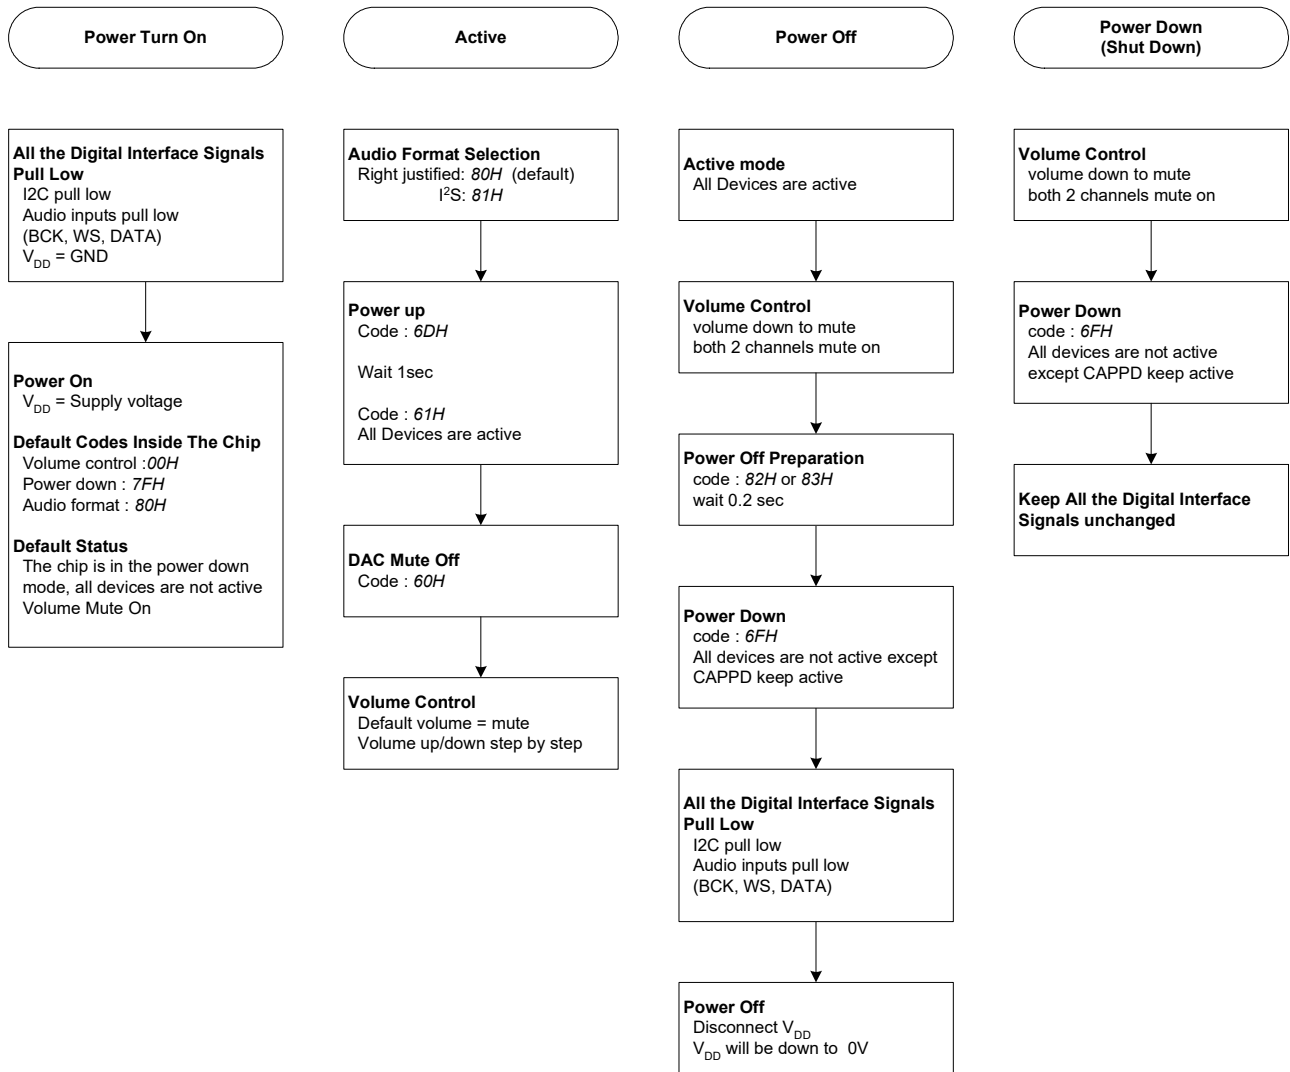 Power Turn On
All the Digital Interface Signals
Pull Low
I2C pull low
Audio inputs pull low
(BCK, WS, DATA)
VDD = GND
Power On
VDD = Supply voltage
Default Codes Inside The Chip
Volume control :00H
Power down : 7FH
Audio format : 80H
Default Status
The chip is in the power down
mode, all devices are not active
Volume Mute On
Active
Audio Format Selection
Right justified: 80H (default)
I2S: 81H
Power up
Code : 6DH
Wait 1sec
Code : 61H
All Devices are active
DAC Mute Off
Code : 60H
Volume Control
Default volume = mute
Volume up/down step by step
Power Off
Active mode
All Devices are active
Volume Control
volume down to mute
both 2 channels mute on
Power Off Preparation
code : 82H or 83H
wait 0.2 sec
Power Down
code : 6FH
All devices are not active except
CAPPD keep active
All the Digital Interface Signals
Pull Low
I2C pull low
Audio inputs pull low
(BCK, WS, DATA)
Power Off
Disconnect VDD
VDD will be down to 0V
Power Down
(Shut Down)
Volume Control
volume down to mute
both 2 channels mute on
Power Down
code : 6FH
All devices are not active
except CAPPD keep active
Keep All the Digital Interface
Signals unchanged